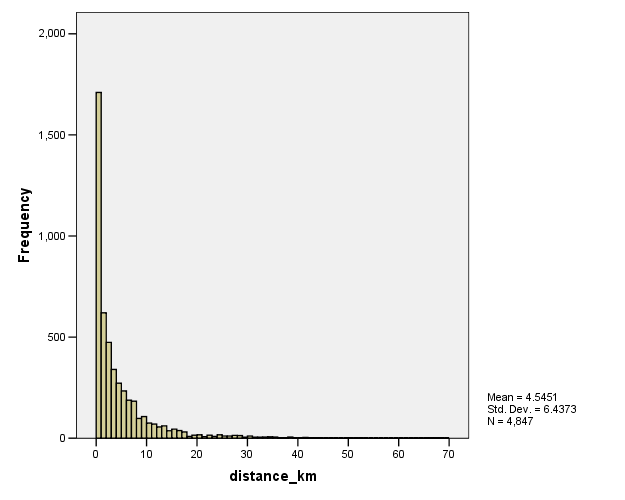 2,000
1,500
1,000
500
0
Frequency
0 10 20 30 40 50 60 70
distance_km
Mean = 4.5451
Std. Dev. = 6.4373
N = 4,847